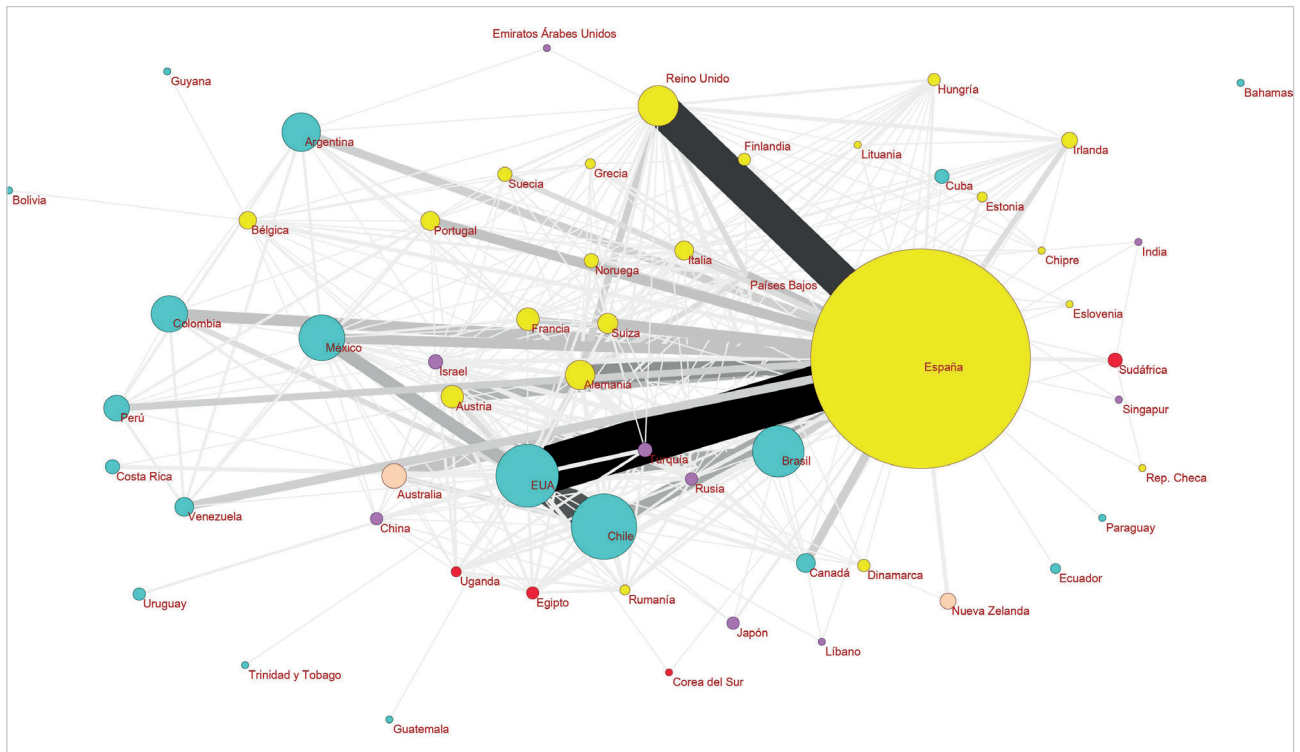 Emiratos Árabes Unidos
Reino Unido
Guyana
Hungría
Bahamas
Argentina
Finlandia
Lituania
Irlanda
Grecia
Suecia
Cuba
Bolivia
Estonia
Bélgica
Portugal
Italia
Chipre
India
Noruega
Países Bajos
Eslovenia
Colombia
Francia
Suiza
México
Israel
España
Sudáfrica
Alemania
Austria
Singapur
Perú
Turquía
Brasil
Costa Rica
Australia
EUA
Rusia
Rep. Checa
Venezuela
China
Chile
Paraguay
Uganda
Canadá
Dinamarca
Ecuador
Uruguay
Egipto
Rumanía
Nueva Zelanda
Japón
Líbano
Trinidad y Tobago
Corea del Sur
Guatemala